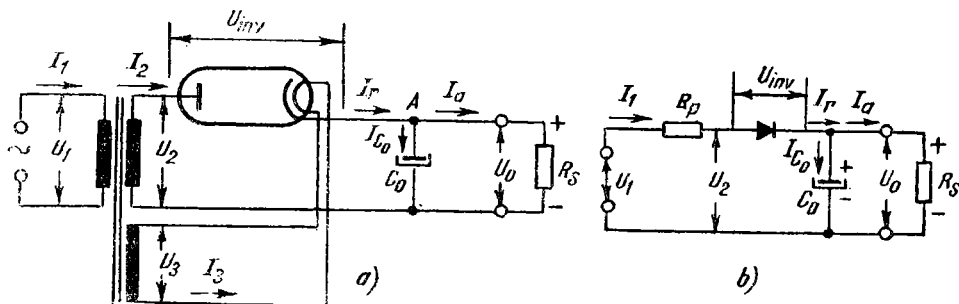 U_inv
I_1
I_2
I_r
A
I_a
~
U_1
U_2
I_C0
C_0
U_0
+
R_S
-
U_3
I_3
a)
U_inv
I_1
R_p
I_r
I_a
I_C0
+
U_1
U_2
C_0
-
U_0
+
R_S
-
b)